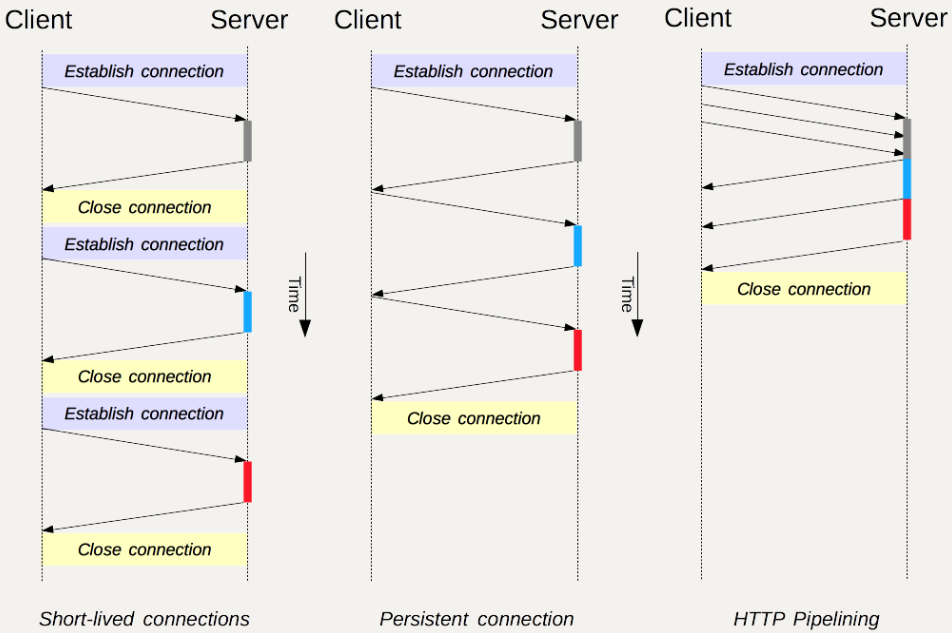 Client Server
Establish connection
Close connection
Establish connection
Close connection
Establish connection
Close connection
Short-lived connections
Time
Client Server
Establish connection
Close connection
Persistent connection
Time
Client Server
Establish connection
Close connection
HTTP Pipelining